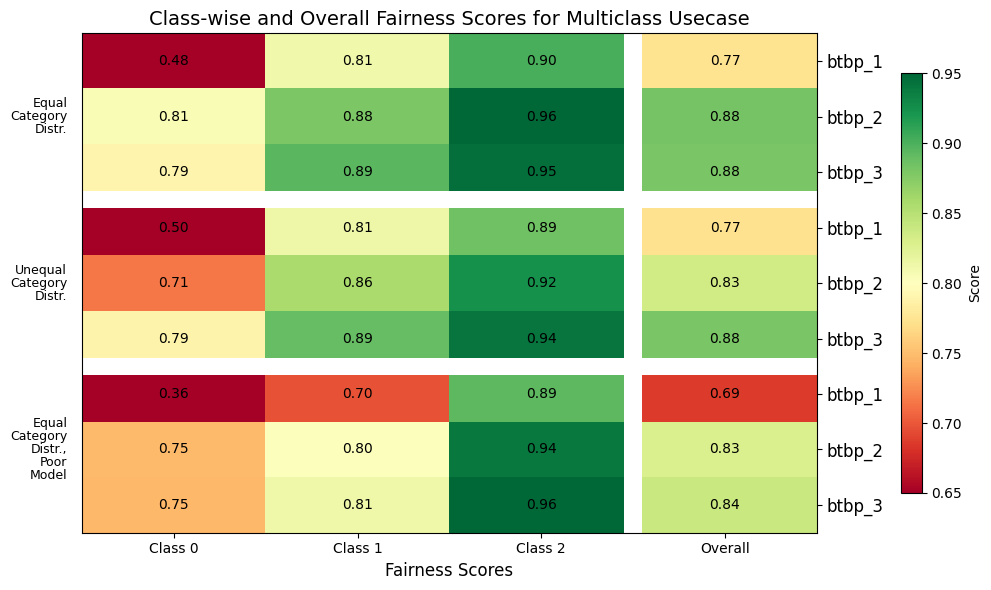 Class-wise and Overall Fairness Scores for Multiclass Usecase
Equal
Category
Distr.
0.48 0.81 0.90 0.77 btbp_1
0.81 0.88 0.96 0.88 btbp_2
0.79 0.89 0.95 0.88 btbp_3
Unequal
Category
Distr.
0.50 0.81 0.89 0.77 btbp_1
0.71 0.86 0.92 0.83 btbp_2
0.79 0.89 0.94 0.88 btbp_3
Equal
Category
Distr.,
Poor
Model
0.36 0.70 0.89 0.69 btbp_1
0.75 0.80 0.94 0.83 btbp_2
0.75 0.81 0.96 0.84 btbp_3
Class 0 Class 1 Class 2 Overall
Fairness Scores
0.95
0.90
0.85
0.80
0.75
0.70
0.65
Score